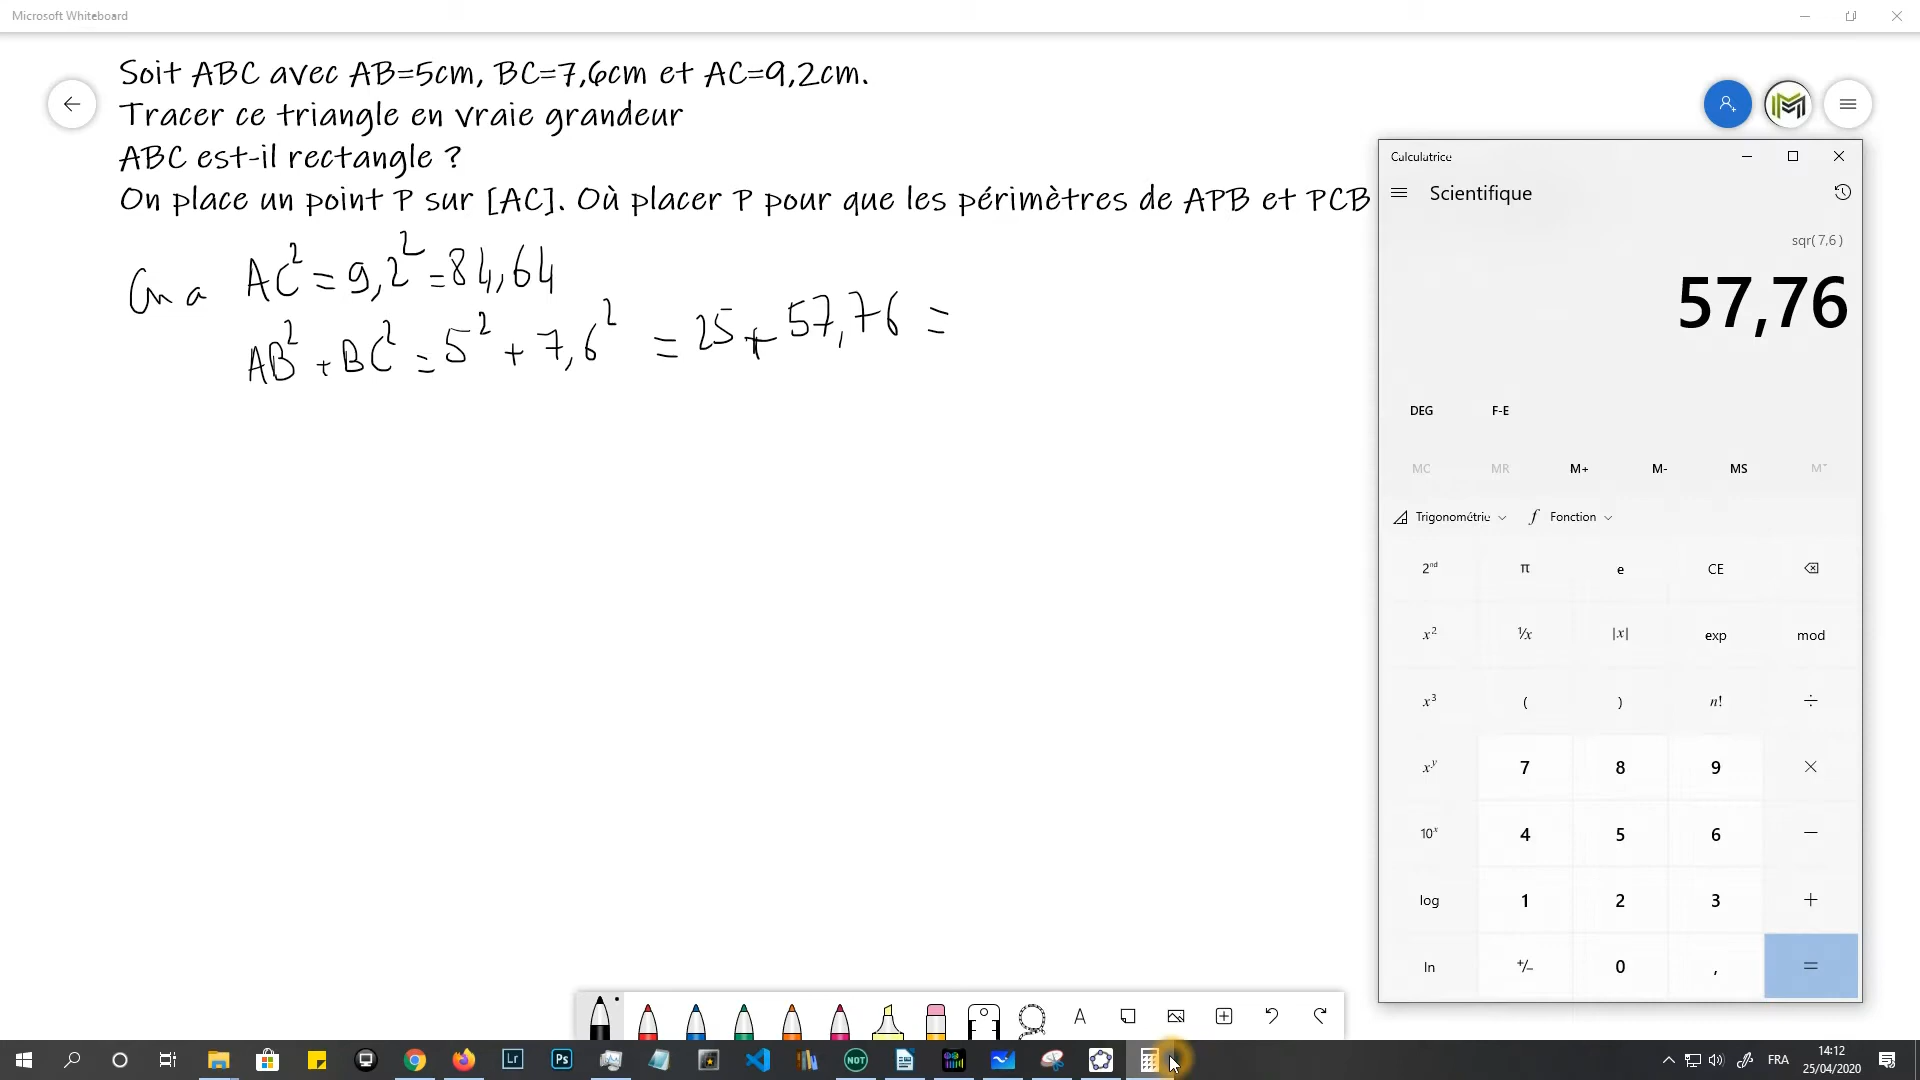 Microsoft Whiteboard
Soit ABC avec AB=5cm, BC=7,6cm et AC=9,2cm.
Tracer ce triangle en vraie grandeur
ABC est-il rectangle ?
On place un point P sur [AC]. Où placer P pour que les périmètres de APB et PCB
On a AC² = 9,2² = 84,64
AB² + BC² = 5² + 7,6² = 25 + 57,76 =
Calculatrice
Scientifique
sqr( 7,6 )
57,76
DEG F-E
MC MR M+ M- MS M˅
Trigonométrie f Fonction
2ⁿᵈ π e CE
x² ⅟x |x| exp mod
x³ ( ) n! ÷
xʸ 7 8 9 ×
10ˣ 4 5 6 −
log 1 2 3 +
ln +/− 0 , =
A
Lr Ps NOT FRA 14:12
25/04/2020